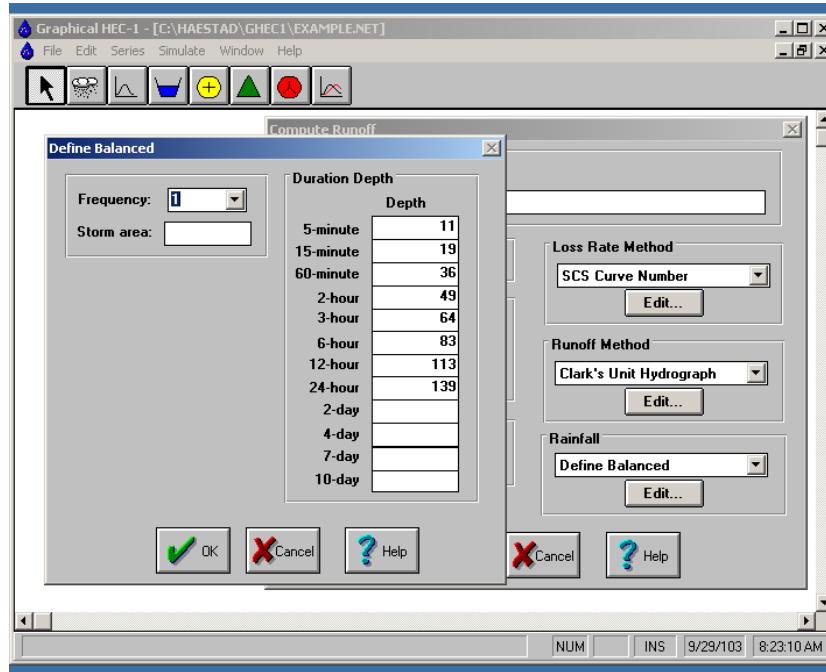 Graphical HEC-1 - [C:\HAESTAD\GHEC1\EXAMPLE.NET]
File Edit Series Simulate Window Help
Compute Runoff
Define Balanced
Frequency: 1
Storm area:
Duration Depth
Depth
5-minute 11
15-minute 19
60-minute 36
2-hour 49
3-hour 64
6-hour 83
12-hour 113
24-hour 139
2-day
4-day
7-day
10-day
OK
Cancel
Help
Loss Rate Method
SCS Curve Number
Edit...
Runoff Method
Clark's Unit Hydrograph
Edit...
Rainfall
Define Balanced
Edit...
Cancel
Help
NUM INS 9/29/103 8:23:10 AM